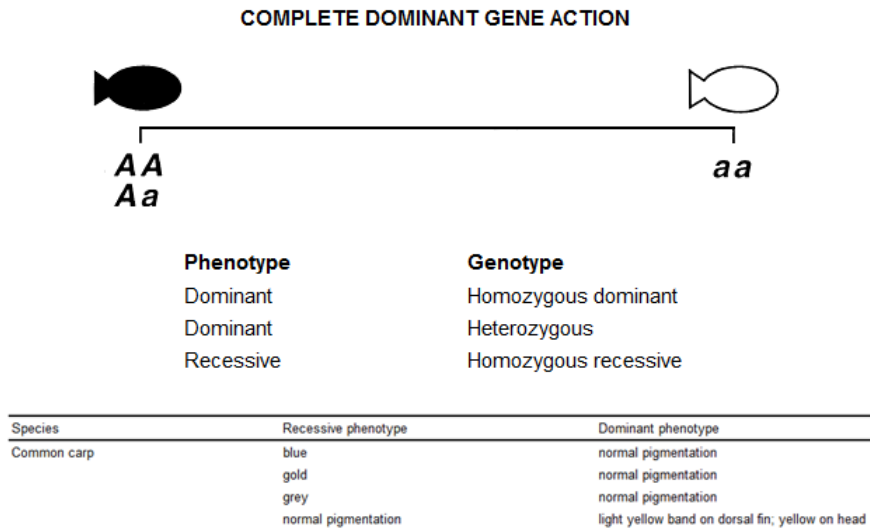 COMPLETE DOMINANT GENE ACTION
AA
Aa
aa
Phenotype Genotype
Dominant Homozygous dominant
Dominant Heterozygous
Recessive Homozygous recessive
Species Recessive phenotype Dominant phenotype
Common carp blue normal pigmentation
gold normal pigmentation
grey normal pigmentation
normal pigmentation light yellow band on dorsal fin; yellow on head